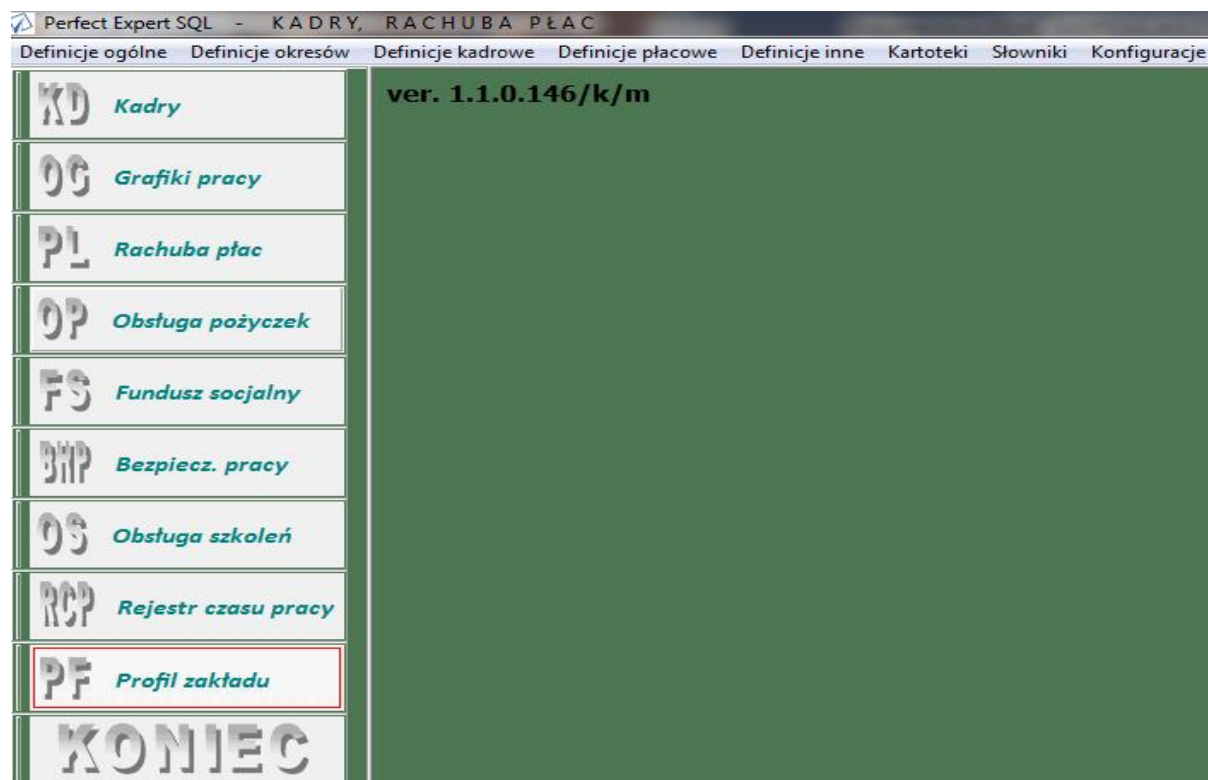 Perfect Expert SQL - KADRY, RACHUBA PŁAC
Definicje ogólne Definicje okresów Definicje kadrowe Definicje płacowe Definicje inne Kartoteki Słowniki Konfiguracje
ver. 1.1.0.146/k/m
KD Kadry
OG Grafiki pracy
PL Rachuba płac
OP Obsługa pożyczek
FS Fundusz socjalny
BHP Bezpiecz. pracy
OS Obsługa szkoleń
RCP Rejestr czasu pracy
PF Profil zakładu
KONIEC